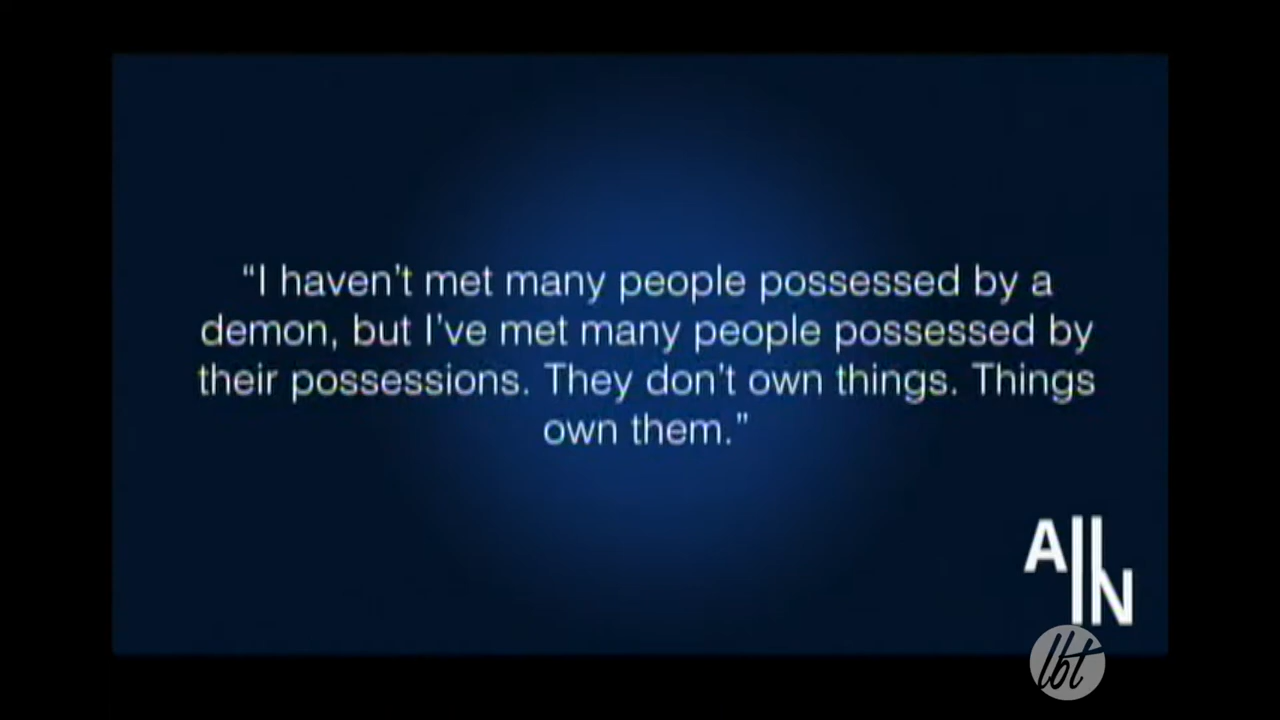 “I haven’t met many people possessed by a
demon, but I’ve met many people possessed by
their possessions. They don’t own things. Things
own them.”
ALL
IN
lbt